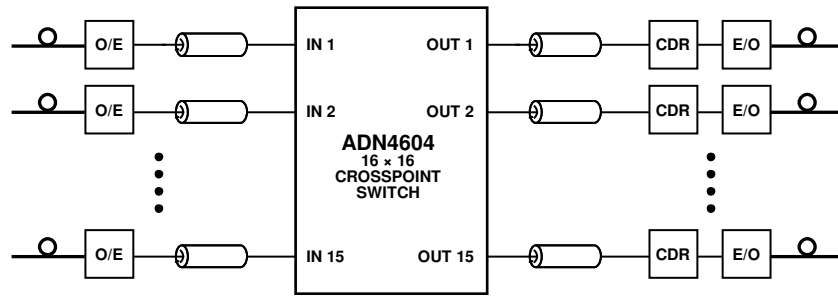 O/E IN 1 OUT 1 CDR E/O
O/E IN 2 OUT 2 CDR E/O
ADN4604
16 × 16
CROSSPOINT
SWITCH
O/E IN 15 OUT 15 CDR E/O